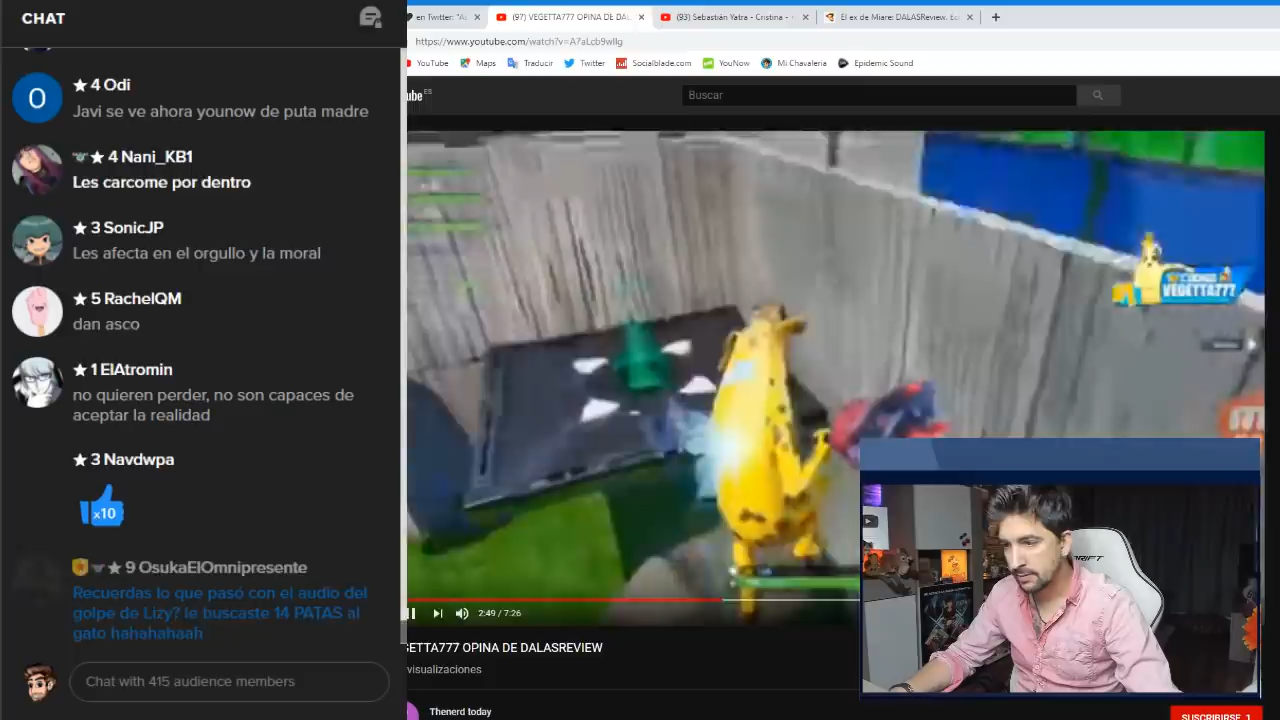 CHAT
4 Odi
Javi se ve ahora younow de puta madre
4 Nani_KB1
Les carcome por dentro
3 SonicJP
Les afecta en el orgullo y la moral
5 RachelQM
dan asco
1 ElAtromin
no quieren perder, no son capaces de
aceptar la realidad
3 Navdwpa
x10
9 OsukaElOmnipresente
Recuerdas lo que pasó con el audio del
golpe de Lizy? le buscaste 14 PATAS al
gato hahahahaah
Chat with 415 audience members
en Twitter: "A
(97) VEGETTA777 OPINA DE DAL
(93) Sebastián Yatra - Cristina -
El ex de Miare: DALASReview.
https://www.youtube.com/watch?v=A7aLcb9wIlg
YouTube
Maps
Traducir
Twitter
Socialblade.com
YouNow
Mi Chavaleria
Epidemic Sound
ube ES
Buscar
VEGETTA777
2:49 / 7:26
GETTA777 OPINA DE DALASREVIEW
visualizaciones
Thenerd today
SUSCRIBIRSE 1